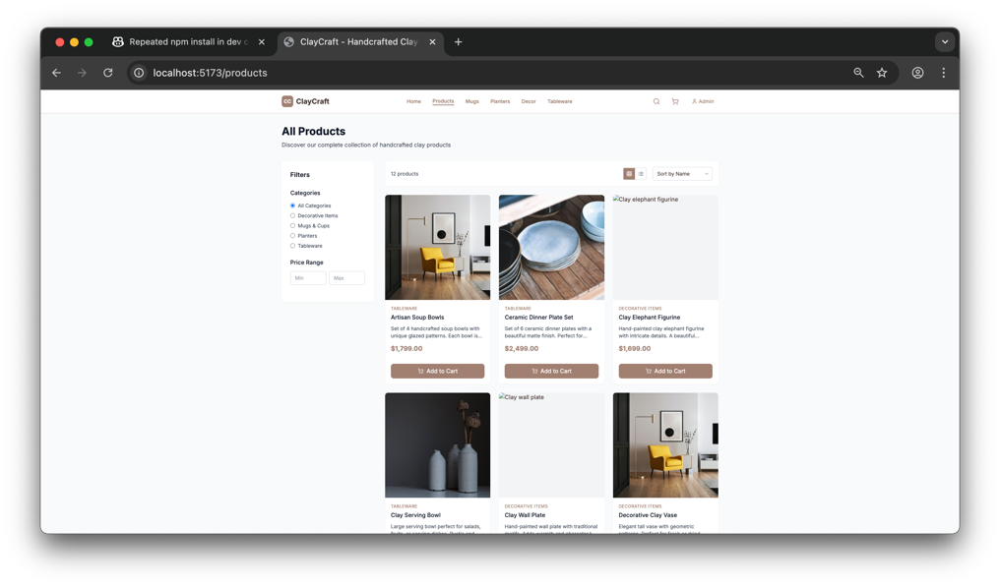 Repeated npm install in dev c
ClayCraft - Handcrafted Clay
localhost:5173/products
CC ClayCraft
Home Products Mugs Planters Decor Tableware
Admin
All Products
Discover our complete collection of handcrafted clay products
Filters
Categories
All Categories
Decorative Items
Mugs & Cups
Planters
Tableware
Price Range
Min Max
12 products
Sort by Name
TABLEWARE
Artisan Soup Bowls
Set of 4 handcrafted soup bowls with
unique glazed patterns. Each bowl is...
$1,799.00
Add to Cart
TABLEWARE
Ceramic Dinner Plate Set
Set of 6 ceramic dinner plates with a
beautiful matte finish. Perfect for...
$2,499.00
Add to Cart
Clay elephant figurine
DECORATIVE ITEMS
Clay Elephant Figurine
Hand-painted clay elephant figurine
with intricate details. A beautiful...
$1,699.00
Add to Cart
TABLEWARE
Clay Serving Bowl
Large serving bowl perfect for salads,
Clay wall plate
DECORATIVE ITEMS
Clay Wall Plate
Hand-painted wall plate with traditional
DECORATIVE ITEMS
Decorative Clay Vase
Elegant tall vase with geometric